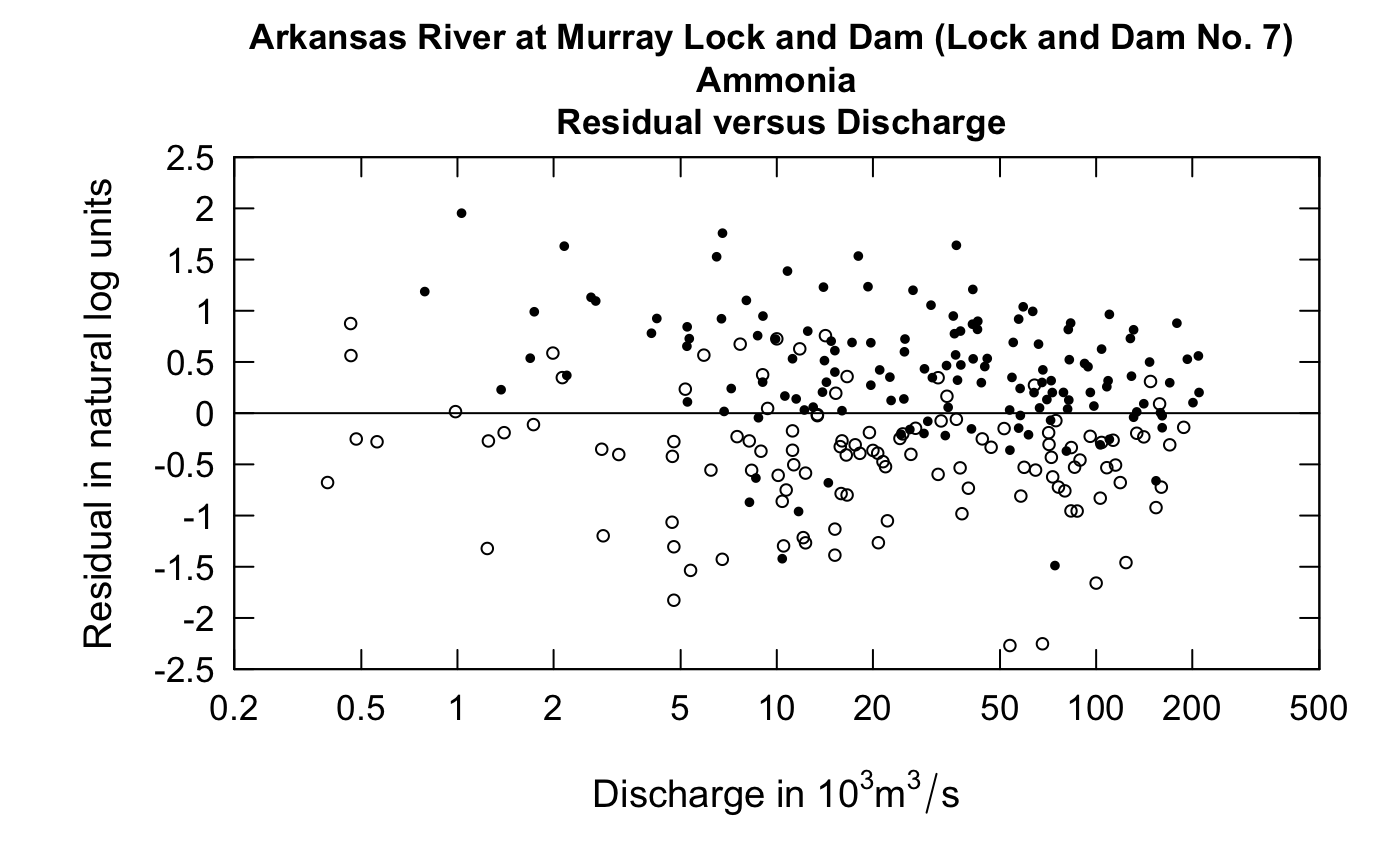 Arkansas River at Murray Lock and Dam (Lock and Dam No. 7)
Ammonia
Residual versus Discharge
Residual in natural log units
2.5
2
1.5
1
0.5
0
-0.5
-1
-1.5
-2
-2.5
0.2 0.5 1 2 5 10 20 50 100 200 500
Discharge in 10³m³/s